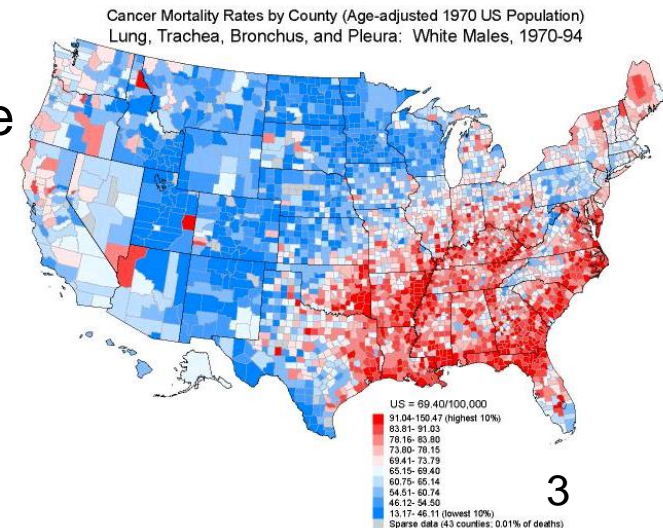 Cancer Mortality Rates by County (Age-adjusted 1970 US Population)
Lung, Trachea, Bronchus, and Pleura: White Males, 1970-94
e
US = 69.40/100,000
91.04-150.47 (highest 10%)
83.81- 91.03
78.16- 83.80
73.80- 78.15
69.41- 73.79
65.15- 69.40
60.75- 65.14
54.51- 60.74
46.12- 54.50
13.17- 46.11 (lowest 10%)
Sparse data (43 counties; 0.01% of deaths)
3